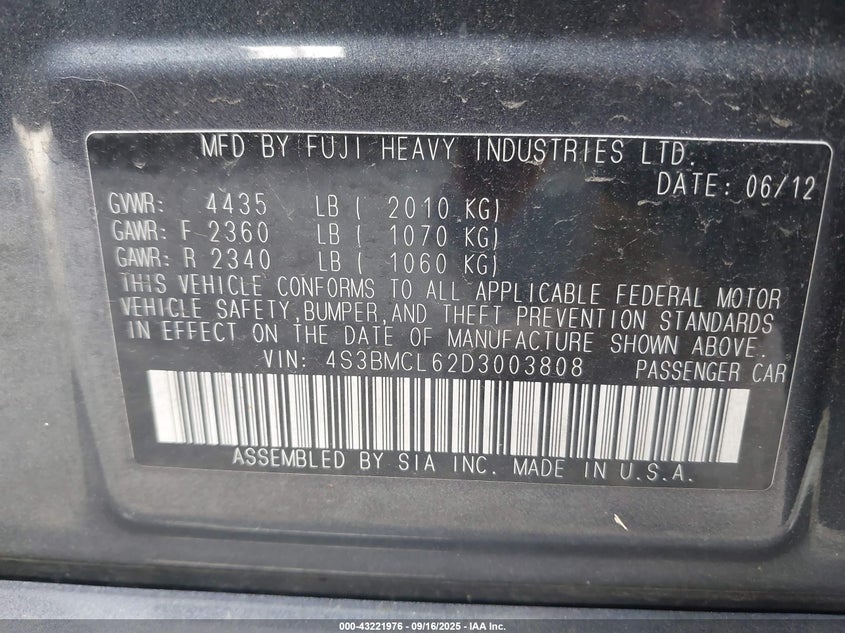 MFD BY FUJI HEAVY INDUSTRIES LTD.
DATE: 06/12
GVWR: 4435 LB ( 2010 KG)
GAWR: F 2360 LB ( 1070 KG)
GAWR: R 2340 LB ( 1060 KG)
THIS VEHICLE CONFORMS TO ALL APPLICABLE FEDERAL MOTOR
VEHICLE SAFETY, BUMPER, AND THEFT PREVENTION STANDARDS
IN EFFECT ON THE DATE OF MANUFACTURE SHOWN ABOVE.
VIN: 4S3BMCL62D3003808 PASSENGER CAR
ASSEMBLED BY SIA INC. MADE IN U.S.A.
000-43221976 - 09/16/2025 - IAA Inc.